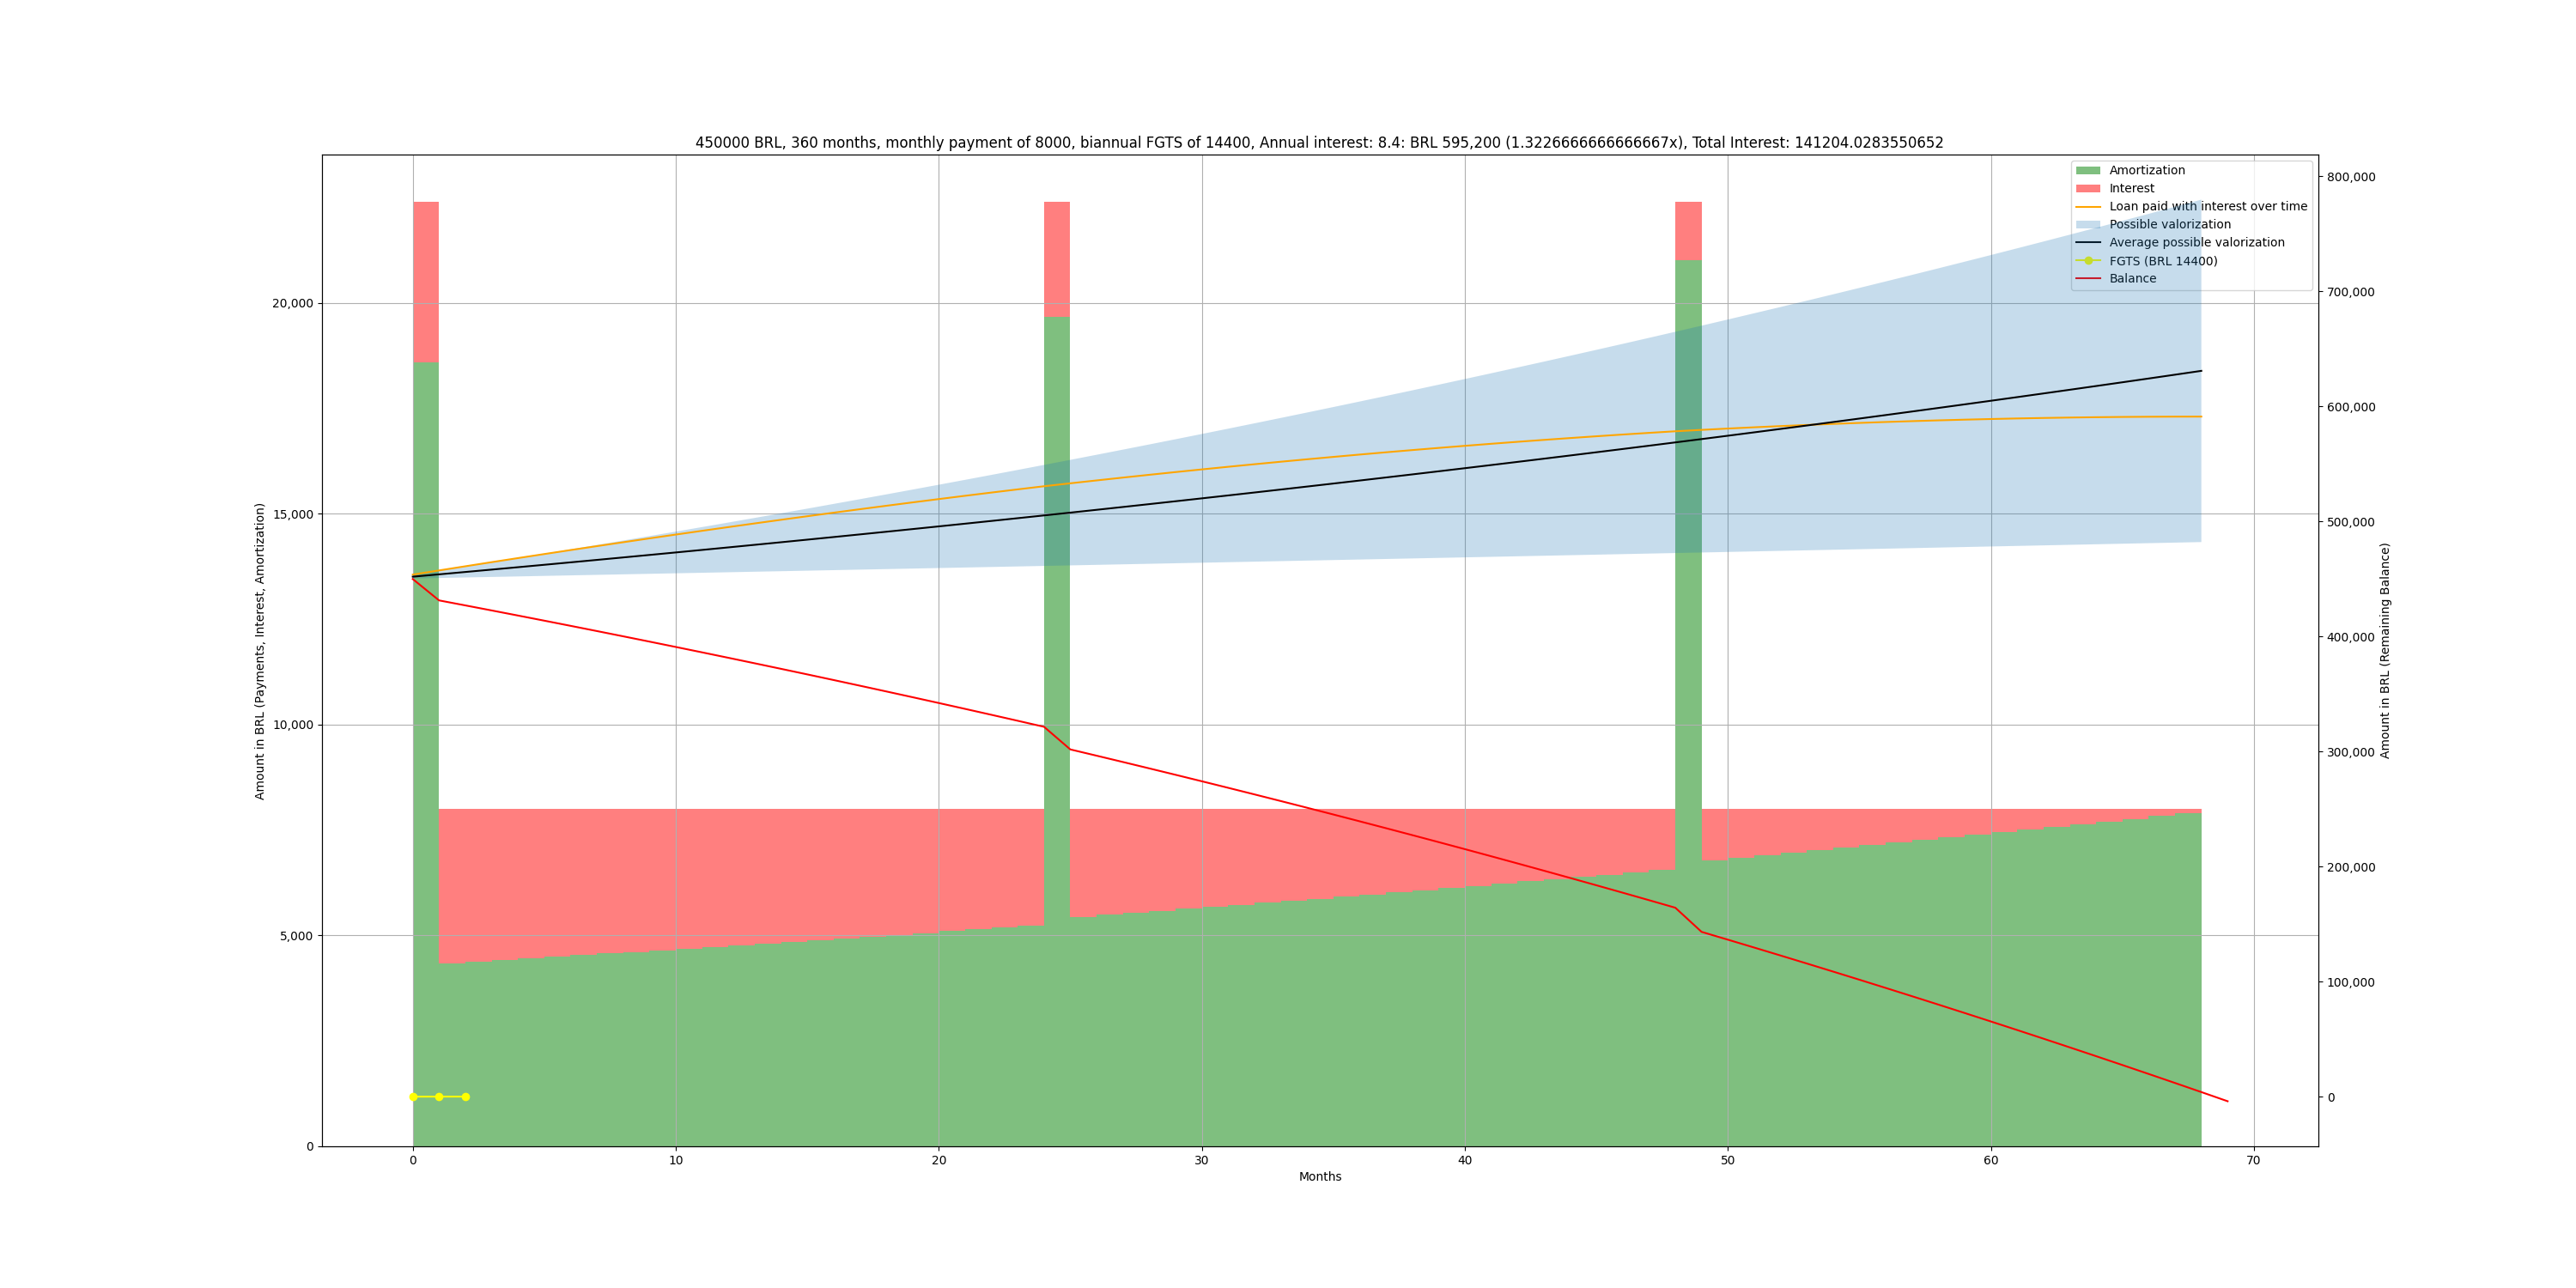 450000 BRL, 360 months, monthly payment of 8000, biannual FGTS of 14400, Annual interest: 8.4: BRL 595,200 (1.3226666666666667x), Total Interest: 141204.0283550652
Amortization
Interest
Loan paid with interest over time
Possible valorization
Average possible valorization
FGTS (BRL 14400)
Balance
Amount in BRL (Payments, Interest, Amortization)
20,000
15,000
10,000
5,000
0
800,000
700,000
600,000
500,000
400,000
300,000
200,000
100,000
0
Amount in BRL (Remaining Balance)
0 10 20 30 40 50 60 70
Months